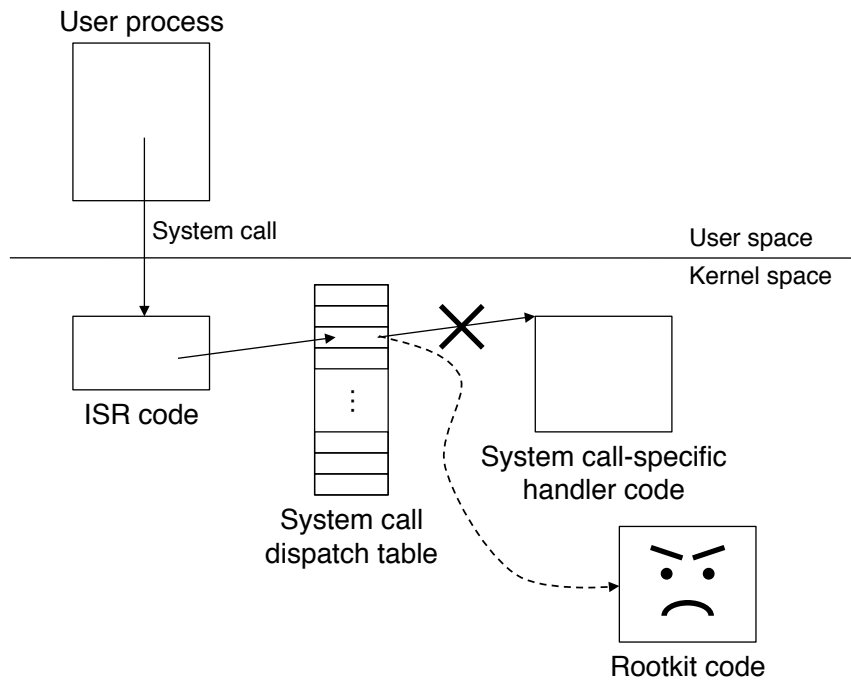 User process
System call
User space
Kernel space
ISR code
⋮
System call-specific
handler code
System call
dispatch table
Rootkit code